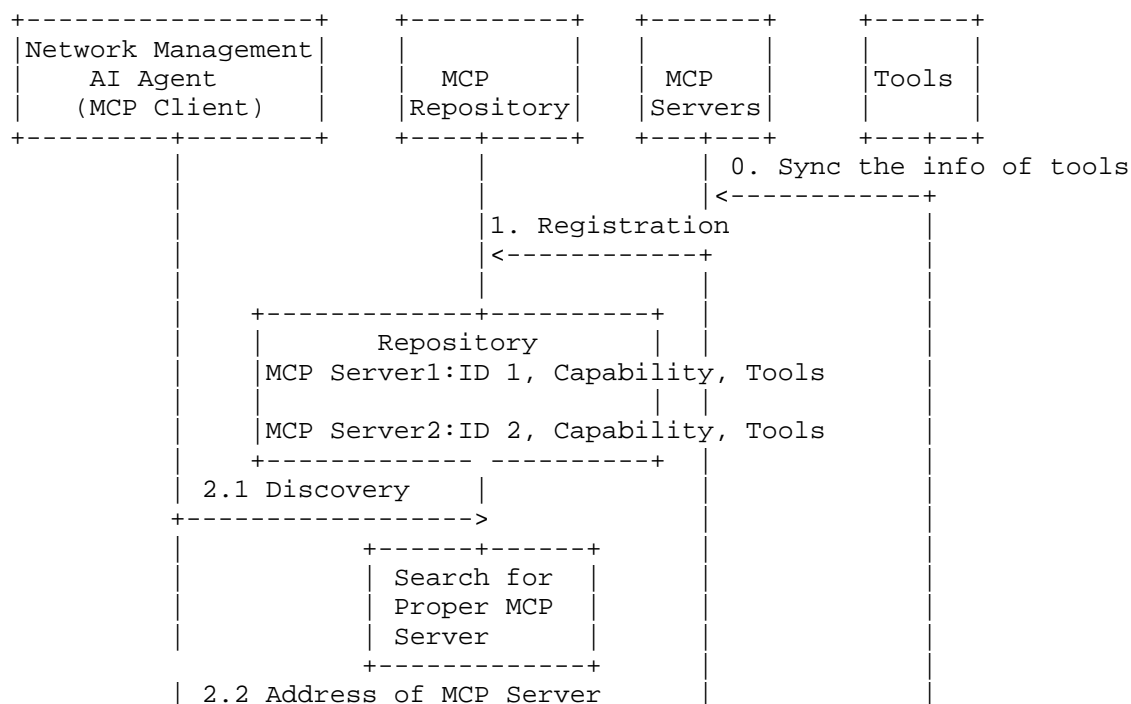 Network Management
AI Agent MCP MCP Tools
(MCP Client) Repository Servers
0. Sync the info of tools
1. Registration
Repository
MCP Server1:ID 1, Capability, Tools
MCP Server2:ID 2, Capability, Tools
2.1 Discovery
Search for
Proper MCP
Server
2.2 Address of MCP Server